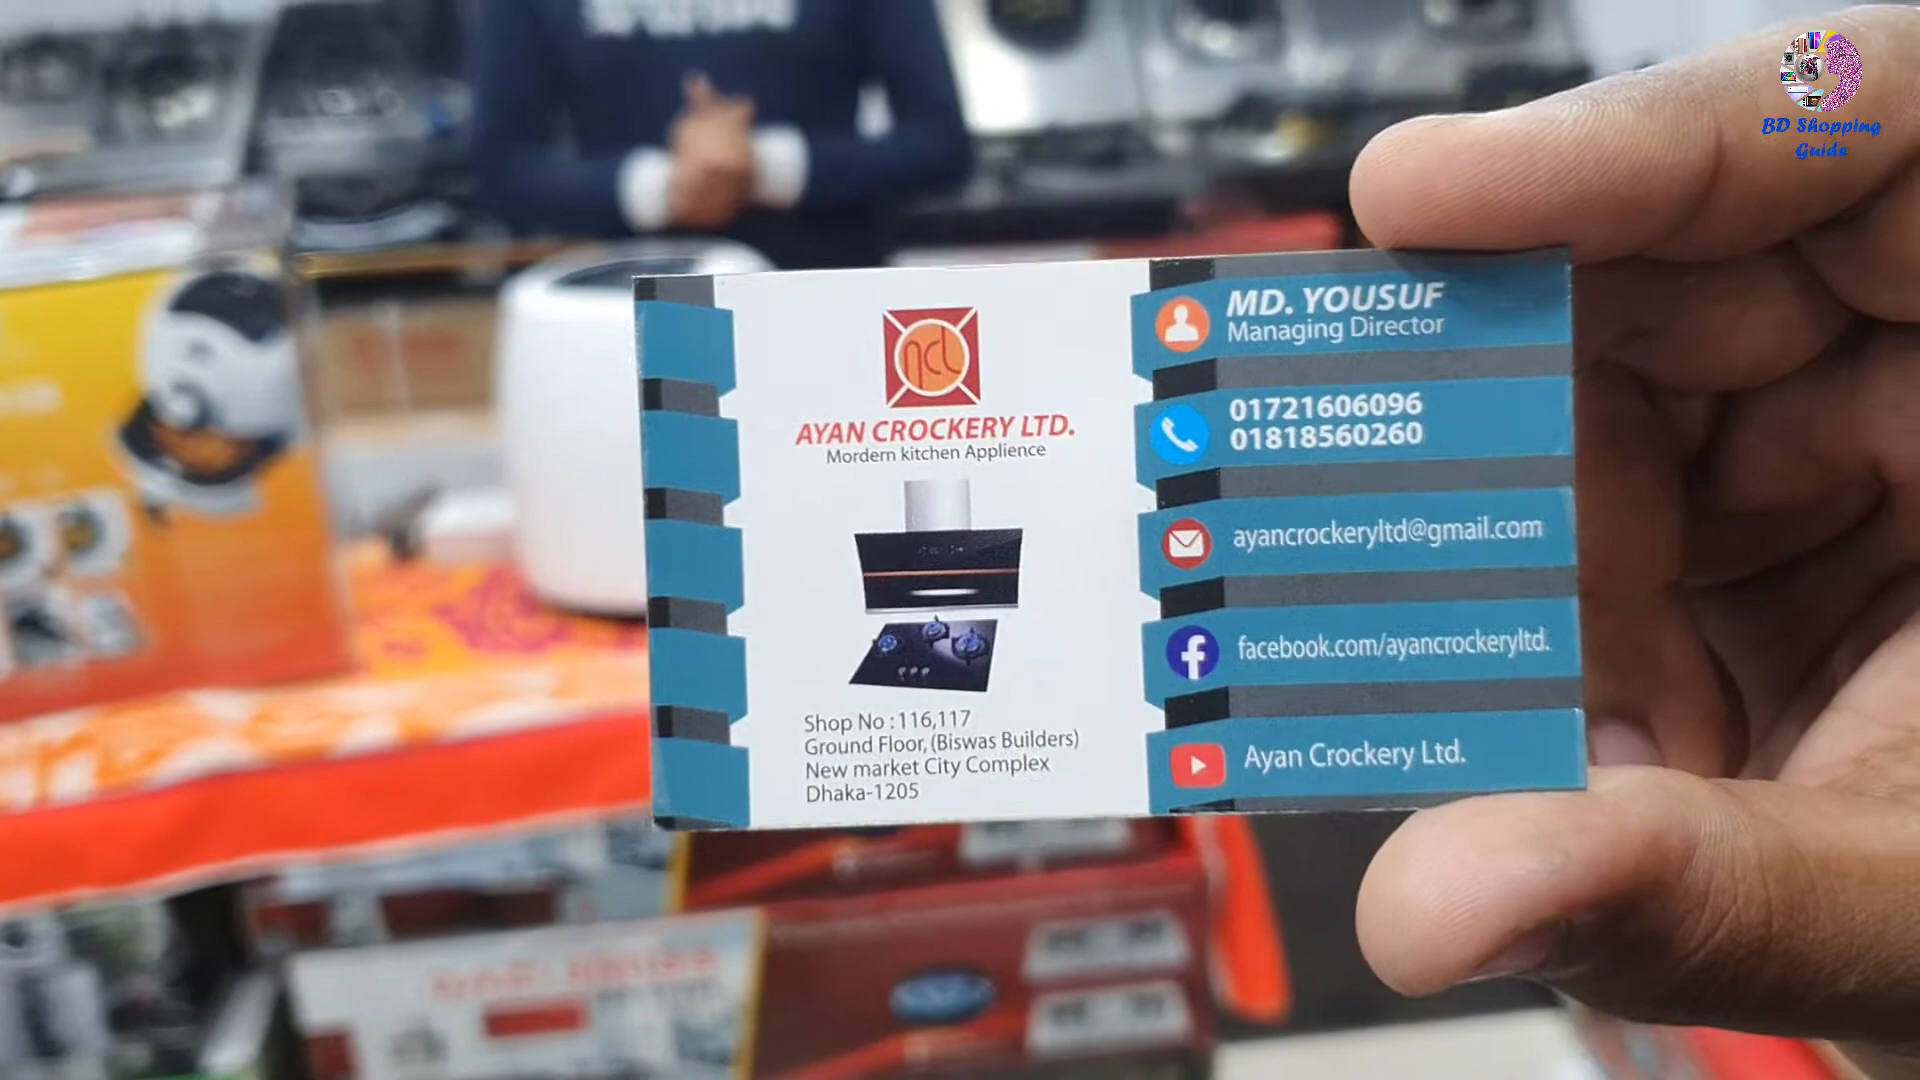 BD Shopping
Guide
ncl
AYAN CROCKERY LTD.
Mordern kitchen Applience
Shop No : 116,117
Ground Floor, (Biswas Builders)
New market City Complex
Dhaka-1205
MD. YOUSUF
Managing Director
01721606096
01818560260
ayancrockeryltd@gmail.com
facebook.com/ayancrockeryltd.
Ayan Crockery Ltd.